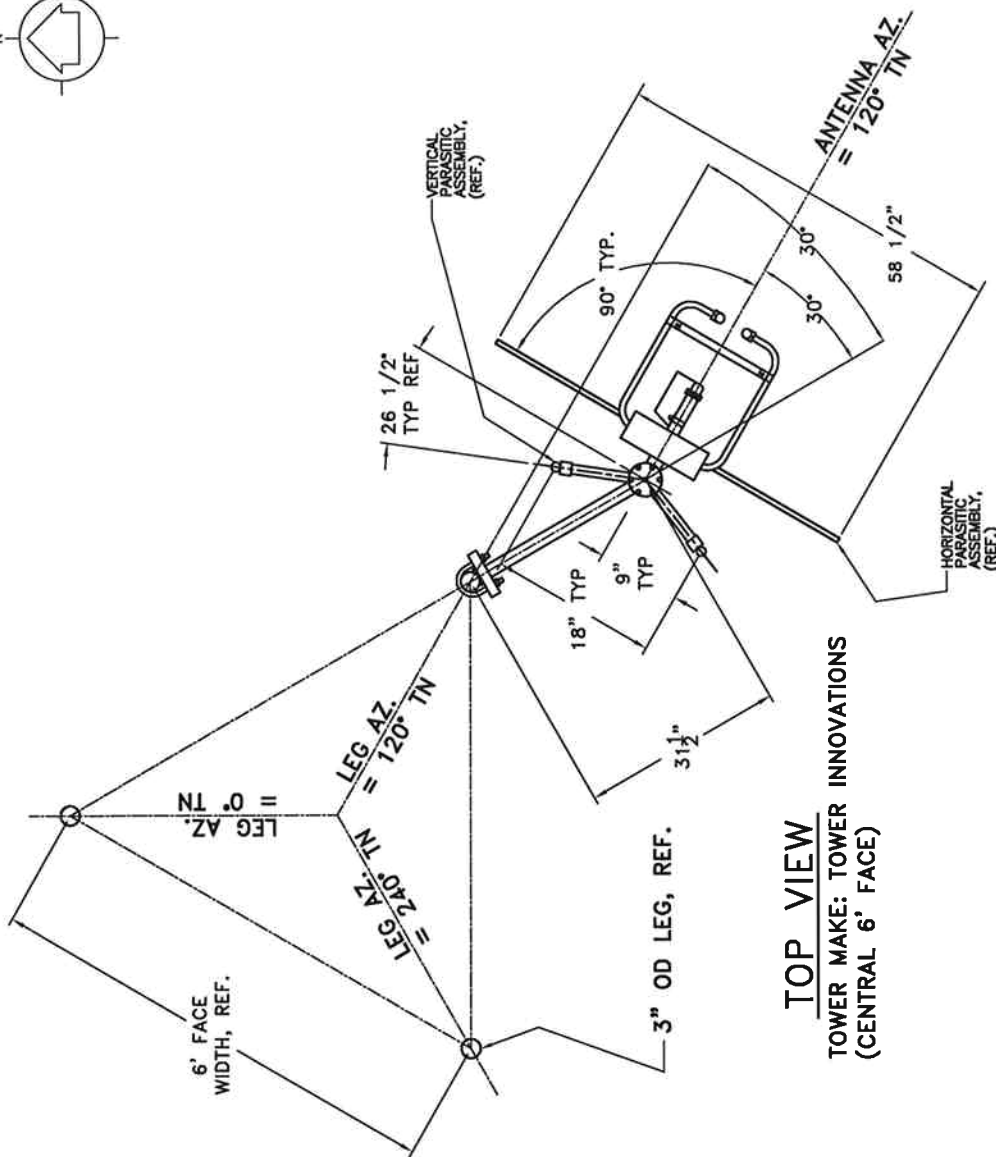 N
VERTICAL
PARASITIC
ASSEMBLY,
(REF.)
ANTENNA AZ.
= 120° TN
26 1/2"
TYP REF
90° TYP.
30°
30°
58 1/2"
6' FACE
WIDTH, REF.
LEG AZ.
= 0° TN
LEG AZ.
= 120° TN
LEG AZ.
= 240° TN
18" TYP
9"
TYP
31 1/2"
3" OD LEG, REF.
HORIZONTAL
PARASITIC
ASSEMBLY,
(REF.)
TOP VIEW
TOWER MAKE: TOWER INNOVATIONS
(CENTRAL 6' FACE)